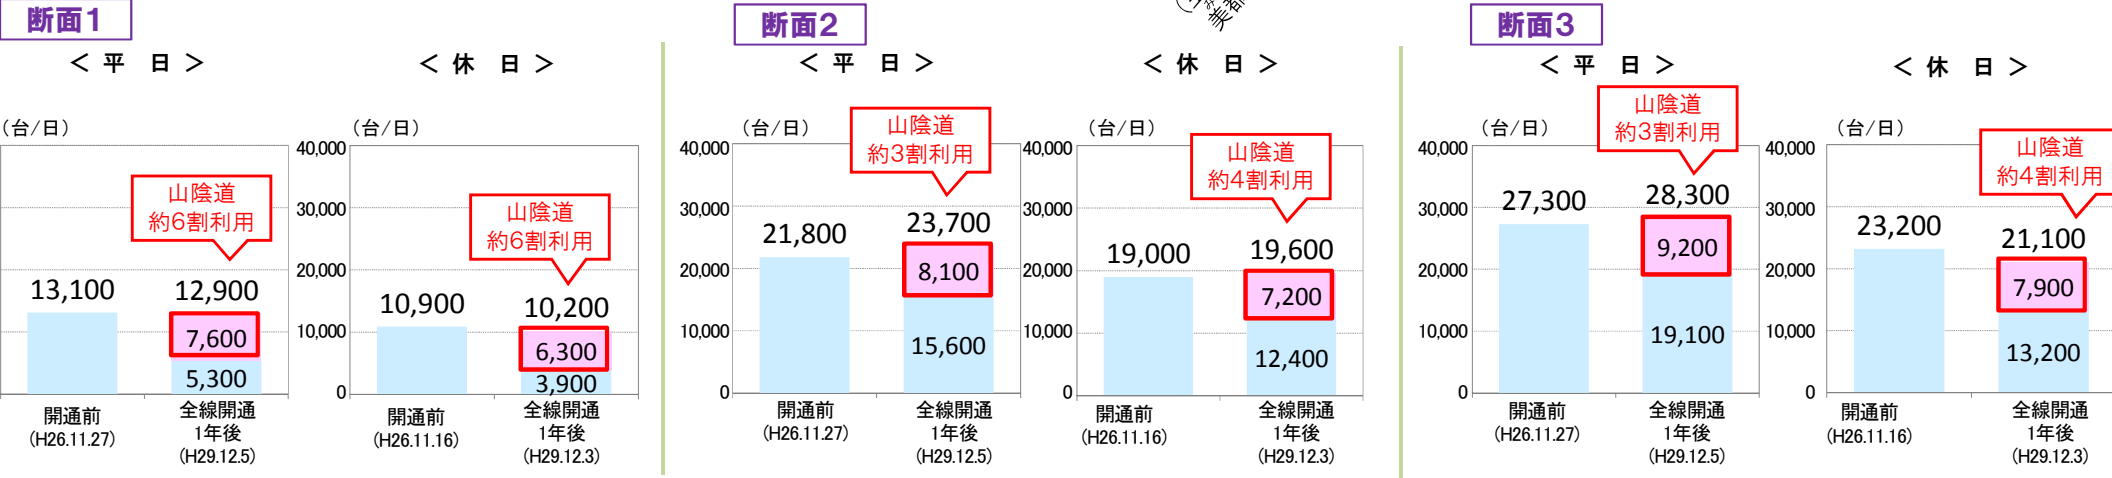 断面1
＜ 平　日 ＞
（台/日）
山陰道
約6割利用
13,100
12,900
7,600
5,300
開通前
(H26.11.27)
全線開通
1年後
(H29.12.5)
＜ 休　日 ＞
（台/日）
40,000
30,000
20,000
10,000
0
山陰道
約6割利用
10,900
10,200
6,300
3,900
開通前
(H26.11.16)
全線開通
1年後
(H29.12.3)
断面2
＜ 平　日 ＞
（台/日）
40,000
30,000
20,000
10,000
0
山陰道
約3割利用
21,800
23,700
8,100
15,600
開通前
(H26.11.27)
全線開通
1年後
(H29.12.5)
＜ 休　日 ＞
（台/日）
40,000
30,000
20,000
10,000
0
山陰道
約4割利用
19,000
19,600
7,200
12,400
開通前
(H26.11.16)
全線開通
1年後
(H29.12.3)
断面3
＜ 平　日 ＞
（台/日）
40,000
30,000
20,000
10,000
0
山陰道
約3割利用
27,300
28,300
9,200
19,100
開通前
(H26.11.27)
全線開通
1年後
(H29.12.5)
＜ 休　日 ＞
（台/日）
40,000
30,000
20,000
10,000
0
山陰道
約4割利用
23,200
21,100
7,900
13,200
開通前
(H26.11.16)
全線開通
1年後
(H29.12.3)